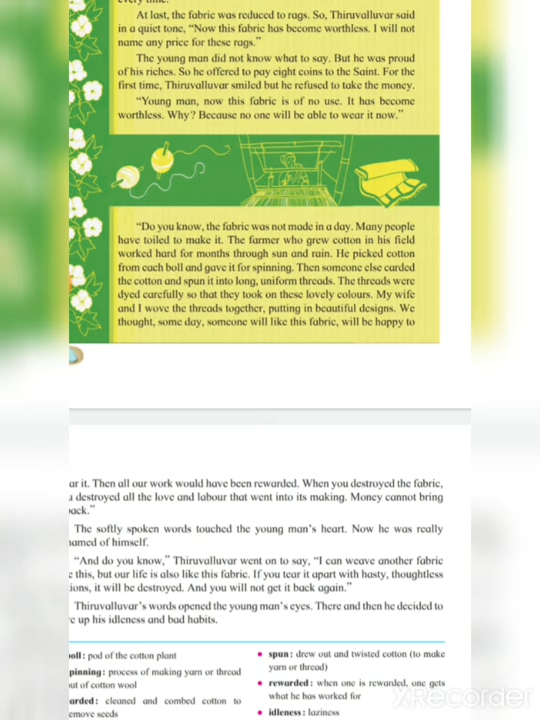 every time.
At last, the fabric was reduced to rags. So, Thiruvalluvar said
in a quiet tone, “Now this fabric has become worthless. I will not
name any price for these rags.”
The young man did not know what to say. But he was proud
of his riches. So he offered to pay eight coins to the Saint. For the
first time, Thiruvalluvar smiled but he refused to take the money.
“Young man, now this fabric is of no use. It has become
worthless. Why? Because no one will be able to wear it now.”
“Do you know, the fabric was not made in a day. Many people
have toiled to make it. The farmer who grew cotton in his field
worked hard for months through sun and rain. He picked cotton
from each boll and gave it for spinning. Then someone else carded
the cotton and spun it into long, uniform threads. The threads were
dyed carefully so that they took on these lovely colours. My wife
and I wove the threads together, putting in beautiful designs. We
thought, some day, someone will like this fabric, will be happy to
ar it. Then all our work would have been rewarded. When you destroyed the fabric,
u destroyed all the love and labour that went into its making. Money cannot bring
back.”
The softly spoken words touched the young man’s heart. Now he was really
hamed of himself.
“And do you know,” Thiruvalluvar went on to say, “I can weave another fabric
e this, but our life is also like this fabric. If you tear it apart with hasty, thoughtless
tions, it will be destroyed. And you will not get it back again.”
Thiruvalluvar’s words opened the young man’s eyes. There and then he decided to
e up his idleness and bad habits.
oll : pod of the cotton plant
pinning : process of making yarn or thread
out of cotton wool
arded : cleaned and combed cotton to
emove seeds
• spun : drew out and twisted cotton (to make
yarn or thread)
• rewarded : when one is rewarded, one gets
what he has worked for
• idleness : laziness
XRecorder